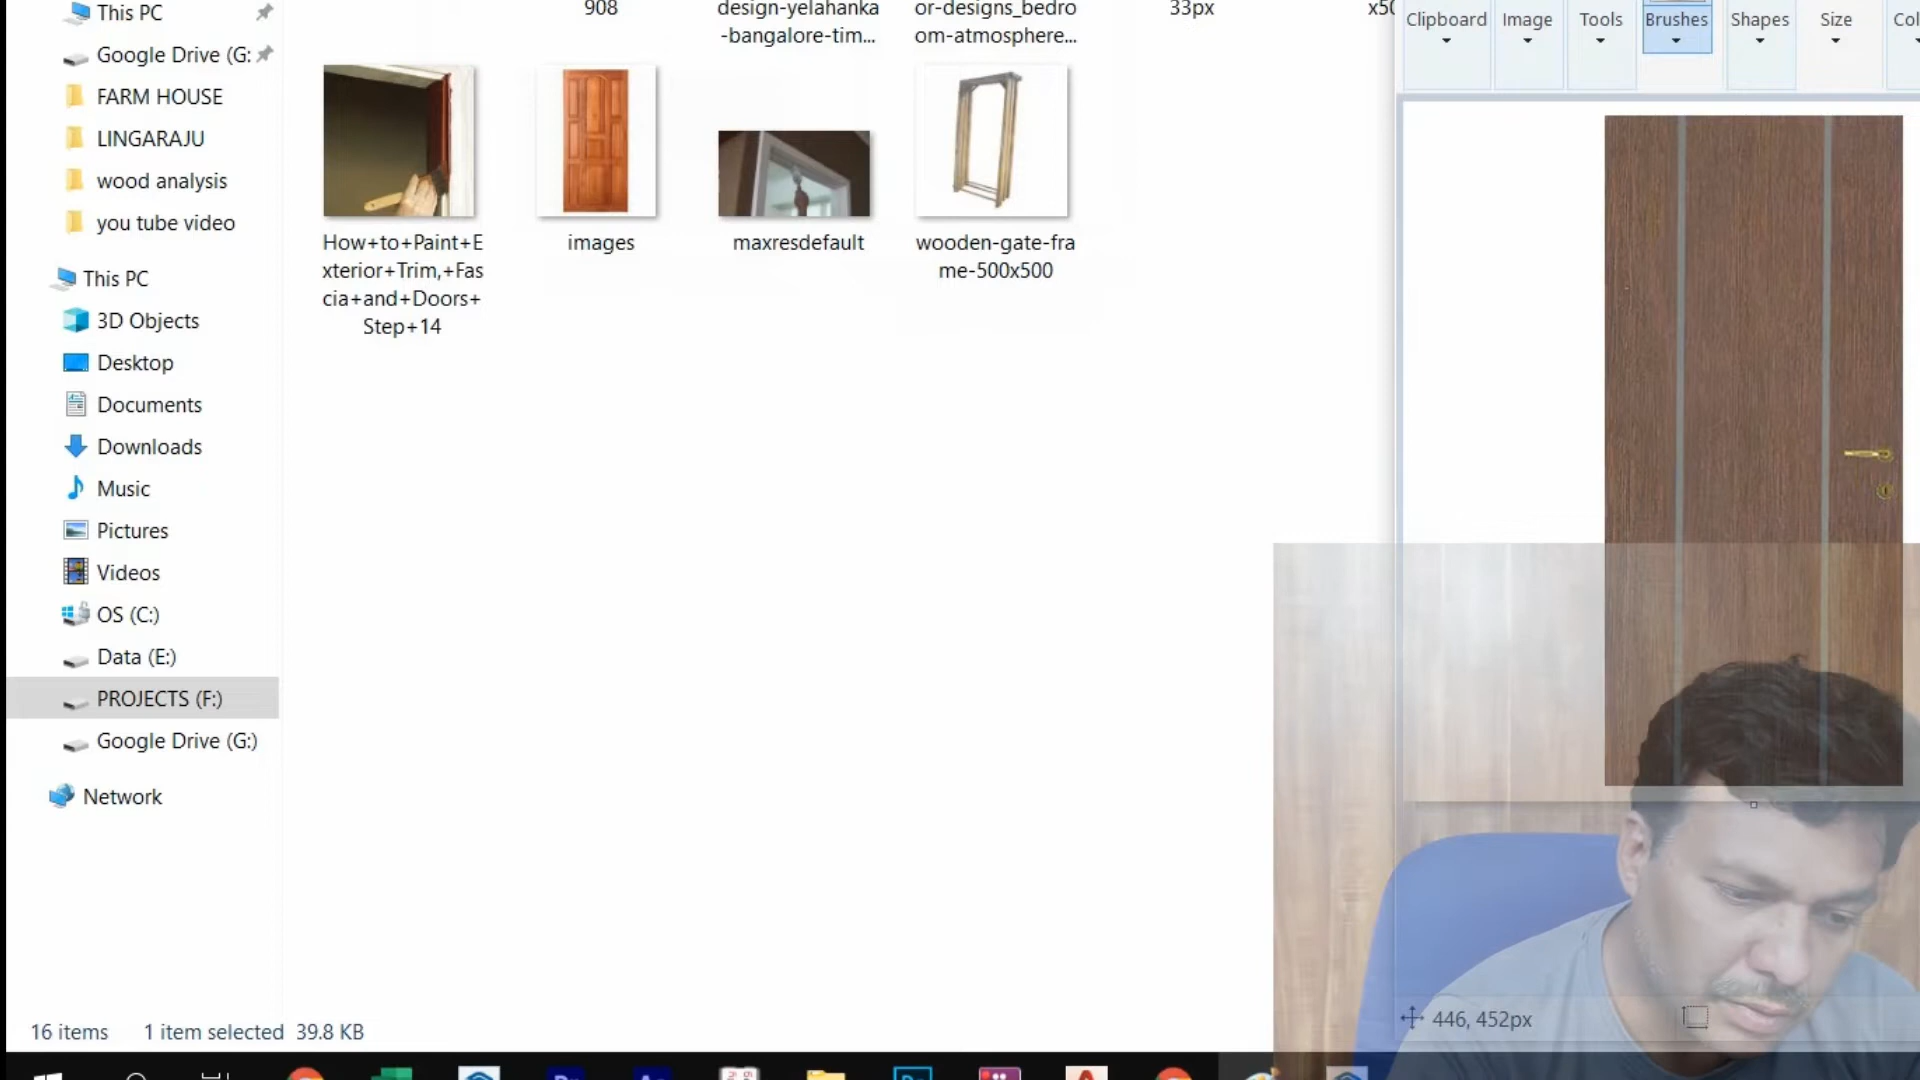 This PC
Google Drive (G:
FARM HOUSE
LINGARAJU
wood analysis
you tube video
This PC
3D Objects
Desktop
Documents
Downloads
Music
Pictures
Videos
OS (C:)
Data (E:)
PROJECTS (F:)
Google Drive (G:)
Network
908
design-yelahanka
-bangalore-tim...
or-designs_bedro
om-atmosphere...
33px
x50
How+to+Paint+E
xterior+Trim,+Fas
cia+and+Doors+
Step+14
images
maxresdefault
wooden-gate-fra
me-500x500
Clipboard
Image
Tools
Brushes
Shapes
Size
Col
446, 452px
16 items
1 item selected 39.8 KB